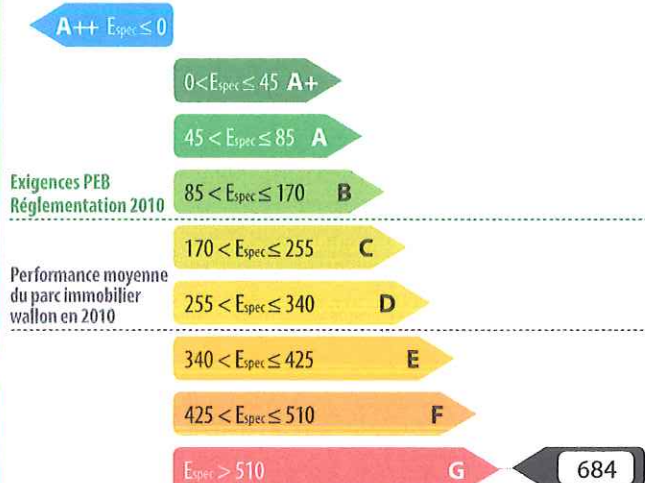 A++ Espec ≤ 0
0 < Espec ≤ 45 A+
45 < Espec ≤ 85 A
Exigences PEB
Réglementation 2010
85 < Espec ≤ 170 B
170 < Espec ≤ 255 C
Performance moyenne
du parc immobilier
wallon en 2010
255 < Espec ≤ 340 D
340 < Espec ≤ 425 E
425 < Espec ≤ 510 F
Espec > 510 G 684